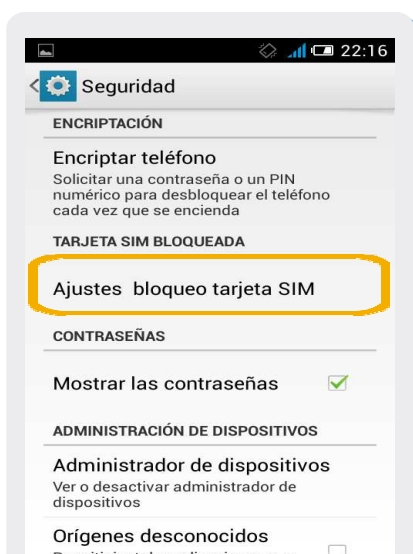 22:16
Seguridad
ENCRIPTACIÓN
Encriptar teléfono
Solicitar una contraseña o un PIN
numérico para desbloquear el teléfono
cada vez que se encienda
TARJETA SIM BLOQUEADA
Ajustes bloqueo tarjeta SIM
CONTRASEÑAS
Mostrar las contraseñas
ADMINISTRACIÓN DE DISPOSITIVOS
Administrador de dispositivos
Ver o desactivar administrador de
dispositivos
Orígenes desconocidos